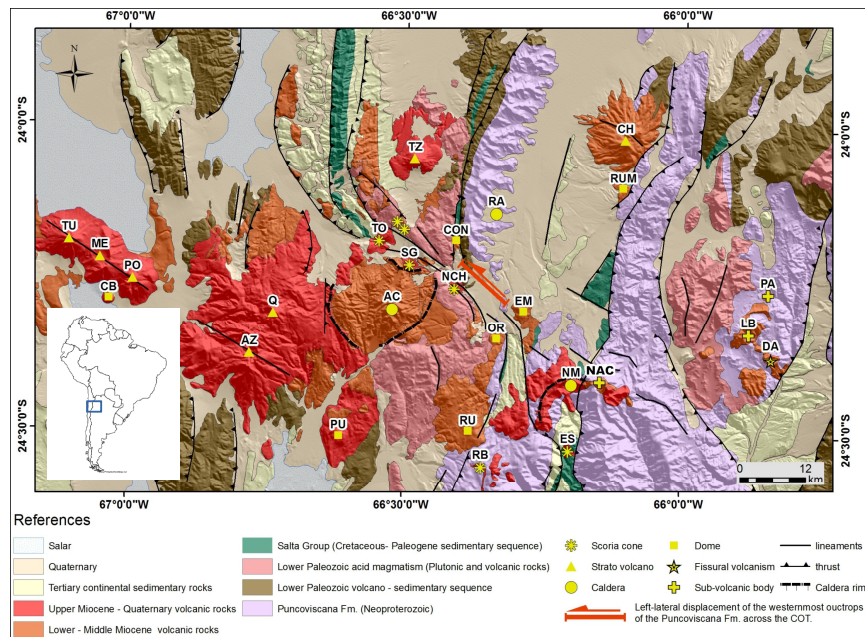 67°0'0"W 66°30'0"W 66°0'0"W
24°0'0"S 24°0'0"S
N
CH
TZ
RUM
RA
TU TO CON
ME SG
PO NCH PA
CB
Q AC EM
LB
OR
AZ DA
NM NAC
PU RU
ES
RB
24°30'0"S 24°30'0"S
0 12
km
67°0'0"W 66°30'0"W 66°0'0"W
References
Salar
Quaternary
Tertiary continental sedimentary rocks
Upper Miocene - Quaternary volcanic rocks
Lower - Middle Miocene volcanic rocks
Salta Group (Cretaceous- Paleogene sedimentary sequence)
Lower Paleozoic acid magmatism (Plutonic and volcanic rocks)
Lower Paleozoic volcano - sedimentary sequence
Puncoviscana Fm. (Neoproterozoic)
Scoria cone
Strato volcano
Caldera
Dome
Fissural volcanism
Sub-volcanic body
lineaments
thrust
Caldera rim
Left-lateral displacement of the westernmost ouctrops
of the Puncoviscana Fm. across the COT.